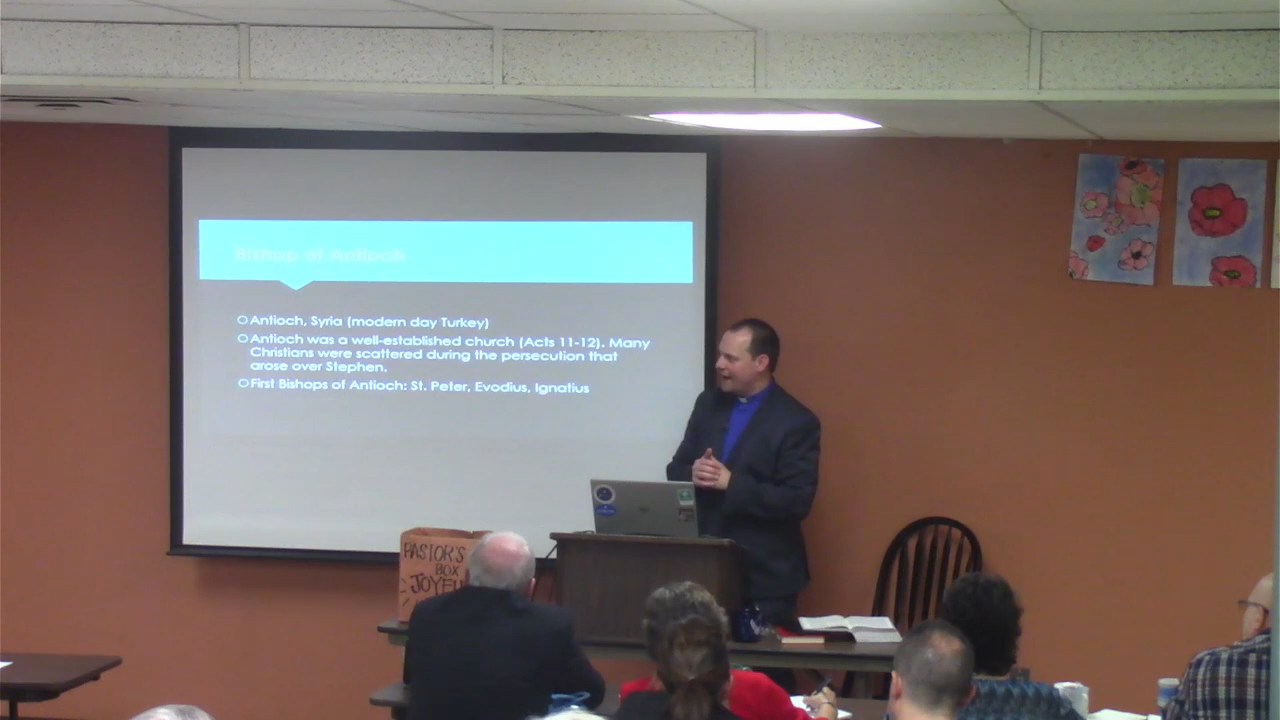 Bishop of Antioch
Antioch, Syria (modern day Turkey)
Antioch was a well-established church (Acts 11-12). Many
Christians were scattered during the persecution that
arose over Stephen.
First Bishops of Antioch: St. Peter, Evodius, Ignatius
PASTOR'S
BOX